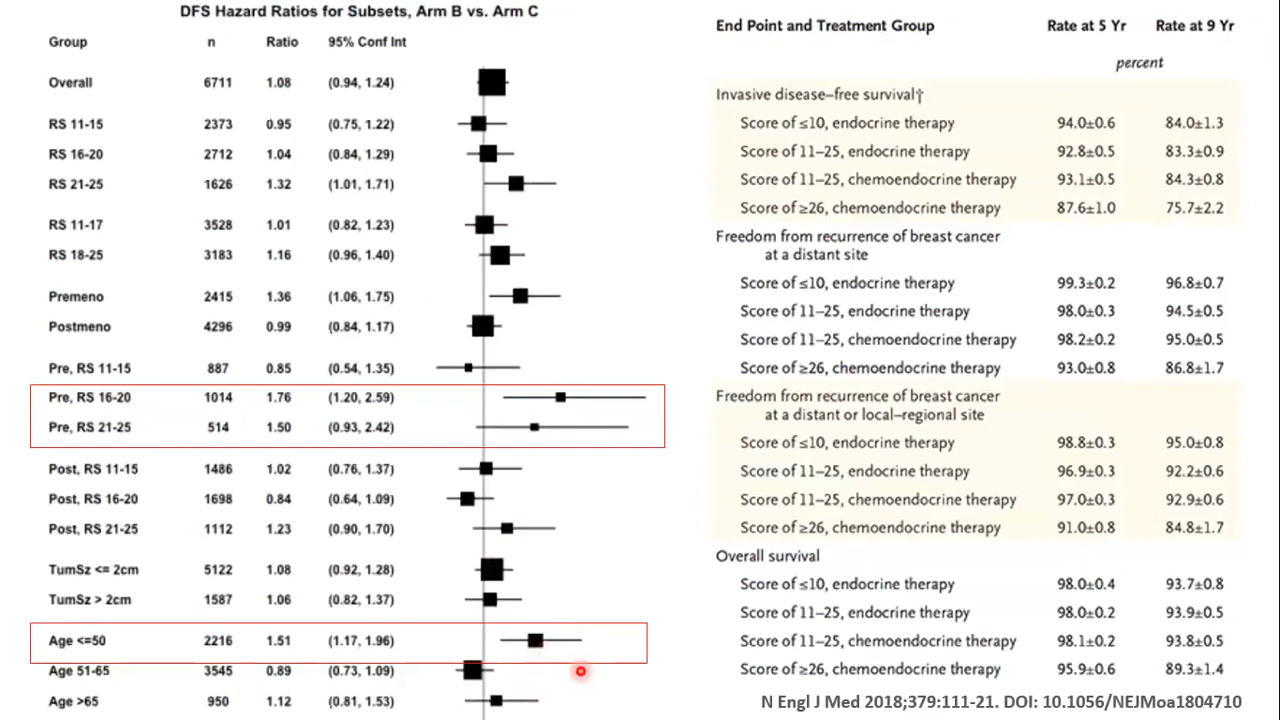 DFS Hazard Ratios for Subsets, Arm B vs. Arm C
Group n Ratio 95% Conf Int
Overall 6711 1.08 (0.94, 1.24)
RS 11-15 2373 0.95 (0.75, 1.22)
RS 16-20 2712 1.04 (0.84, 1.29)
RS 21-25 1626 1.32 (1.01, 1.71)
RS 11-17 3528 1.01 (0.82, 1.23)
RS 18-25 3183 1.16 (0.96, 1.40)
Premeno 2415 1.36 (1.06, 1.75)
Postmeno 4296 0.99 (0.84, 1.17)
Pre, RS 11-15 887 0.85 (0.54, 1.35)
Pre, RS 16-20 1014 1.76 (1.20, 2.59)
Pre, RS 21-25 514 1.50 (0.93, 2.42)
Post, RS 11-15 1486 1.02 (0.76, 1.37)
Post, RS 16-20 1698 0.84 (0.64, 1.09)
Post, RS 21-25 1112 1.23 (0.90, 1.70)
TumSz <= 2cm 5122 1.08 (0.92, 1.28)
TumSz > 2cm 1587 1.06 (0.82, 1.37)
Age <=50 2216 1.51 (1.17, 1.96)
Age 51-65 3545 0.89 (0.73, 1.09)
Age >65 950 1.12 (0.81, 1.53)
End Point and Treatment Group Rate at 5 Yr Rate at 9 Yr
percent
Invasive disease–free survival†
Score of ≤10, endocrine therapy 94.0±0.6 84.0±1.3
Score of 11–25, endocrine therapy 92.8±0.5 83.3±0.9
Score of 11–25, chemoendocrine therapy 93.1±0.5 84.3±0.8
Score of ≥26, chemoendocrine therapy 87.6±1.0 75.7±2.2
Freedom from recurrence of breast cancer
at a distant site
Score of ≤10, endocrine therapy 99.3±0.2 96.8±0.7
Score of 11–25, endocrine therapy 98.0±0.3 94.5±0.5
Score of 11–25, chemoendocrine therapy 98.2±0.2 95.0±0.5
Score of ≥26, chemoendocrine therapy 93.0±0.8 86.8±1.7
Freedom from recurrence of breast cancer
at a distant or local–regional site
Score of ≤10, endocrine therapy 98.8±0.3 95.0±0.8
Score of 11–25, endocrine therapy 96.9±0.3 92.2±0.6
Score of 11–25, chemoendocrine therapy 97.0±0.3 92.9±0.6
Score of ≥26, chemoendocrine therapy 91.0±0.8 84.8±1.7
Overall survival
Score of ≤10, endocrine therapy 98.0±0.4 93.7±0.8
Score of 11–25, endocrine therapy 98.0±0.2 93.9±0.5
Score of 11–25, chemoendocrine therapy 98.1±0.2 93.8±0.5
Score of ≥26, chemoendocrine therapy 95.9±0.6 89.3±1.4
N Engl J Med 2018;379:111-21. DOI: 10.1056/NEJMoa1804710